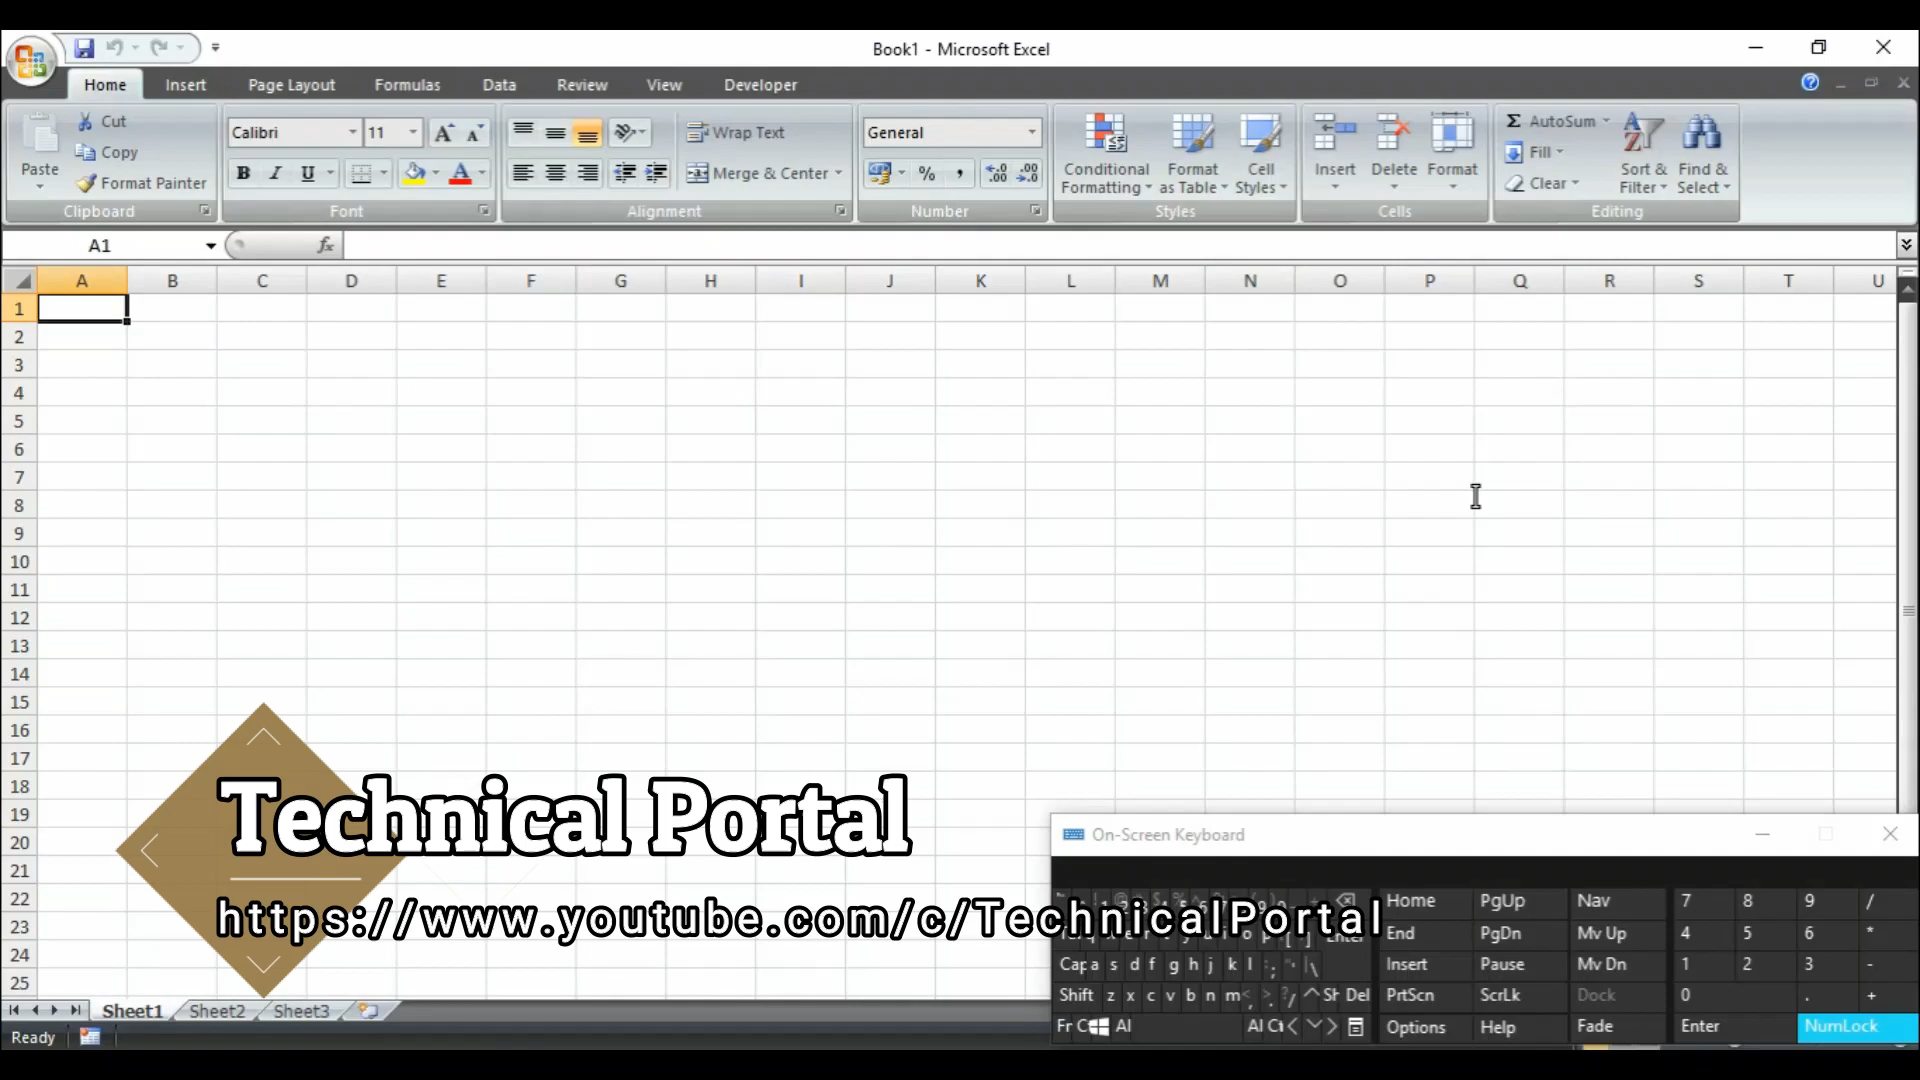 Book1 - Microsoft Excel
Home Insert Page Layout Formulas Data Review View Developer
Paste Cut Copy Format Painter
Clipboard
Calibri 11
B I U
Font
Wrap Text
Merge & Center
Alignment
General
% ,
Number
Conditional Formatting
Format as Table
Cell Styles
Styles
Insert Delete Format
Cells
Σ AutoSum
Fill
Clear
Sort & Filter
Find & Select
Editing
A1 fx
A B C D E F G H I J K L M N O P Q R S T U
1
2
3
4
5
6
7
8
9
10
11
12
13
14
15
16
17
18
19
20
21
22
23
24
25
Technical Portal
https://www.youtube.com/c/TechnicalPortal
On-Screen Keyboard
Home PgUp Nav 7 8 9 /
End PgDn Mv Up 4 5 6 *
a s d f g h j k l Insert Pause Mv Dn 1 2 3 -
Shift z x c v b n m Del PrtScn ScrLk Dock 0 . +
Options Help Fade Enter NumLock
Sheet1 Sheet2 Sheet3
Ready